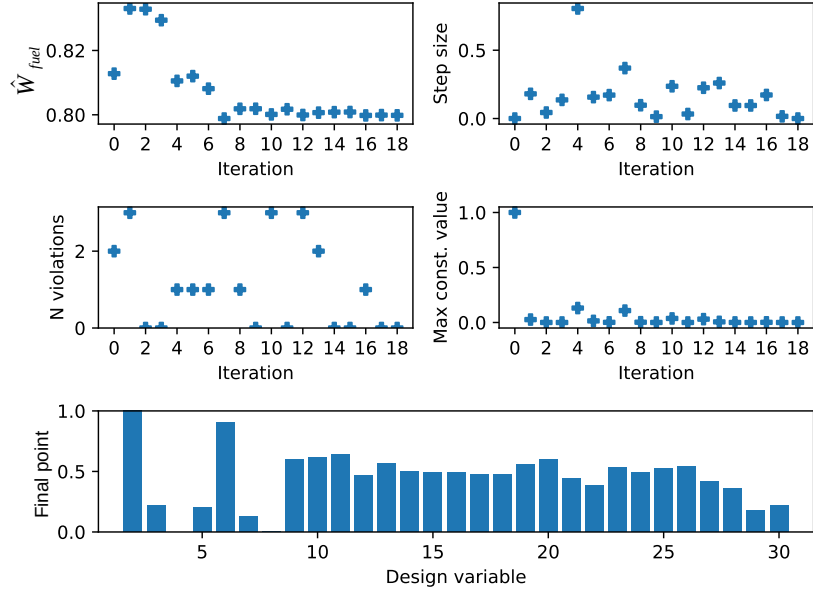 Ŵ_fuel
0.82
0.80
0 2 4 6 8 10 12 14 16 18
Iteration
Step size
0.5
0.0
0 2 4 6 8 10 12 14 16 18
Iteration
N violations
2
0
0 2 4 6 8 10 12 14 16 18
Iteration
Max const. value
1.0
0.5
0.0
0 2 4 6 8 10 12 14 16 18
Iteration
Final point
1.0
0.5
0.0
5 10 15 20 25 30
Design variable